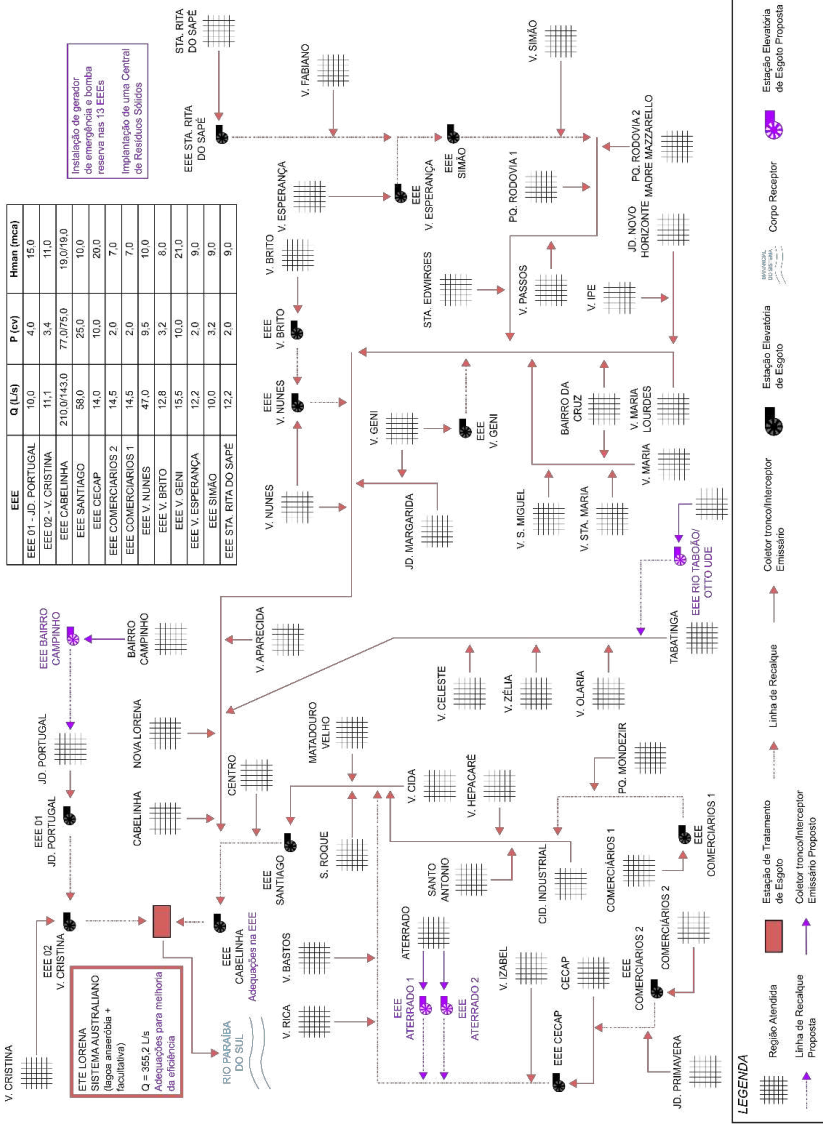 V. CRISTINA
ETE LORENA
SISTEMA AUSTRALIANO
(lagoa anaeróbia +
facultativa)
Q = 355,2 L/s
Adequações para melhoria
da eficiência
RIO PARAÍBA
DO SUL
EEE 02
V. CRISTINA
EEE 01
JD. PORTUGAL
JD. PORTUGAL
EEE BAIRRO
CAMPINHO
BAIRRO
CAMPINHO
EEE
CABELINHA
Adequações na EEE
CABELINHA
NOVA LORENA
V. APARECIDA
CENTRO
EEE
SANTIAGO
MATADOURO
VELHO
S. ROQUE
V. CIDA
V. RICA
V. BASTOS
ATERRADO
EEE
ATERRADO 1
EEE
ATERRADO 2
SANTO
ANTONIO
V. HEPACARÉ
CID. INDUSTRIAL
PQ. MONDEZIR
V. CELESTE
V. ZÉLIA
V. OLARIA
TABATINGA
EEE RIO TABOÃO/
OTTO UDE
V. IZABEL
CECAP
EEE CECAP
JD. PRIMAVERA
EEE
COMERCIARIOS 2
COMERCIÁRIOS 2
COMERCIÁRIOS 1
EEE
COMERCIARIOS 1
EEE Q (L/s) P (cv) Hman (mca)
EEE 01 - JD. PORTUGAL 10,0 4,0 15,0
EEE 02 - V. CRISTINA 11,1 3,4 11,0
EEE CABELINHA 210,0/143,0 77,0/75,0 19,0/19,0
EEE SANTIAGO 58,0 25,0 10,0
EEE CECAP 14,0 10,0 20,0
EEE COMERCIARIOS 2 14,5 2,0 7,0
EEE COMERCIARIOS 1 14,5 2,0 7,0
EEE V. NUNES 47,0 9,5 10,0
EEE V. BRITO 12,8 3,2 8,0
EEE V. GENI 15,5 10,0 21,0
EEE V. ESPERANÇA 12,2 2,0 9,0
EEE SIMÃO 10,0 3,2 9,0
EEE STA. RITA DO SAPÉ 12,2 2,0 9,0
Instalação de gerador
de emergência e bomba
reserva nas 13 EEEs
Implantação de uma Central
de Resíduos Sólidos
STA. RITA
DO SAPÉ
EEE STA. RITA
DO SAPÉ
V. FABIANO
V. ESPERANÇA
EEE
V. ESPERANÇA
EEE
SIMÃO
V. SIMÃO
V. BRITO
EEE
V. BRITO
EEE
V. NUNES
V. NUNES
V. GENI
EEE
V. GENI
JD. MARGARIDA
STA. EDWIRGES
V. PASSOS
PQ. RODOVIA 1
PQ. RODOVIA 2
MADRE MAZZARELLO
JD. NOVO
HORIZONTE
V. IPE
BAIRRO DA
CRUZ
V. MARIA
LOURDES
V. MARIA
V. S. MIGUEL
V. STA. MARIA
LEGENDA
Região Atendida
Estação de Tratamento
de Esgoto
Linha de Recalque
Coletor tronco/Interceptor
Emissário
Estação Elevatória
de Esgoto
Corpo Receptor
Estação Elevatória
de Esgoto Proposta
Linha de Recalque
Proposta
Coletor tronco/Interceptor
Emissário Proposto